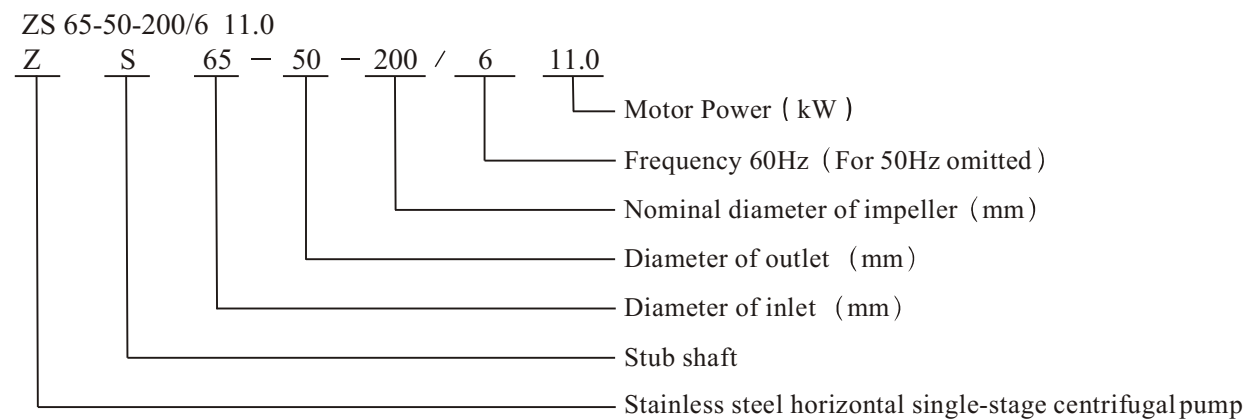 ZS 65-50-200/6 11.0
Z S 65 - 50 - 200 / 6 11.0
Motor Power ( kW )
Frequency 60Hz (For 50Hz omitted)
Nominal diameter of impeller (mm)
Diameter of outlet (mm)
Diameter of inlet (mm)
Stub shaft
Stainless steel horizontal single-stage centrifugal pump